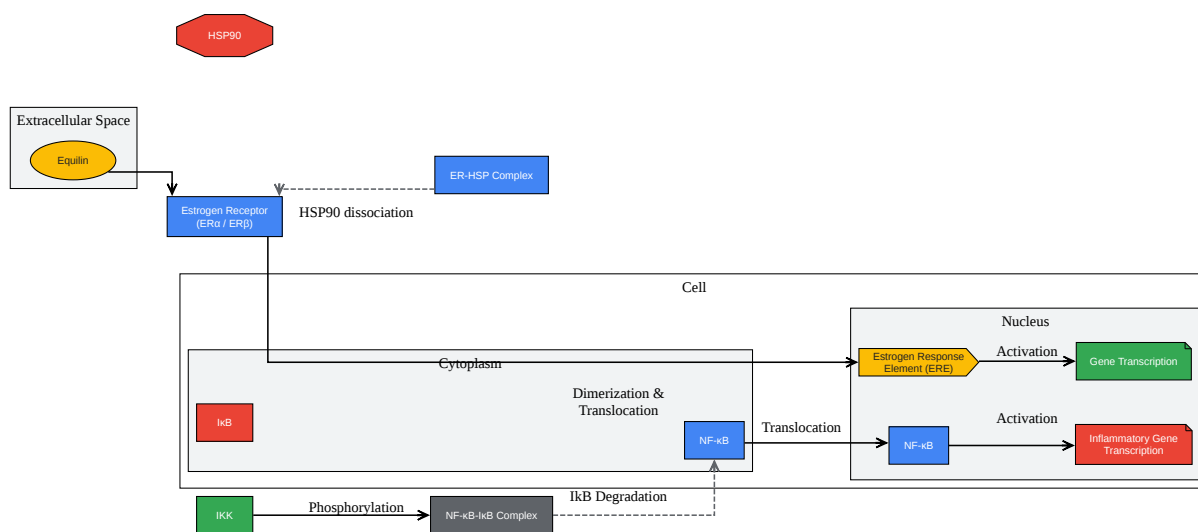 HSP90
Extracellular Space
Equilin
ER-HSP Complex
Estrogen Receptor
(ERα / ERβ)
HSP90 dissociation
Cell
Nucleus
Cytoplasm
Estrogen Response
Element (ERE)
Activation
Gene Transcription
Dimerization &
Translocation
IκB
NF-κB
Translocation
NF-κB
Activation
Inflammatory Gene
Transcription
IKK
Phosphorylation
NF-κB-IκB Complex
IkB Degradation